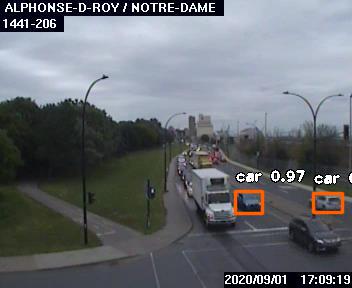 ALPHONSE-D-ROY / NOTRE-DAME
1441-206
car 0.97
car
2020/09/01 17:09:19